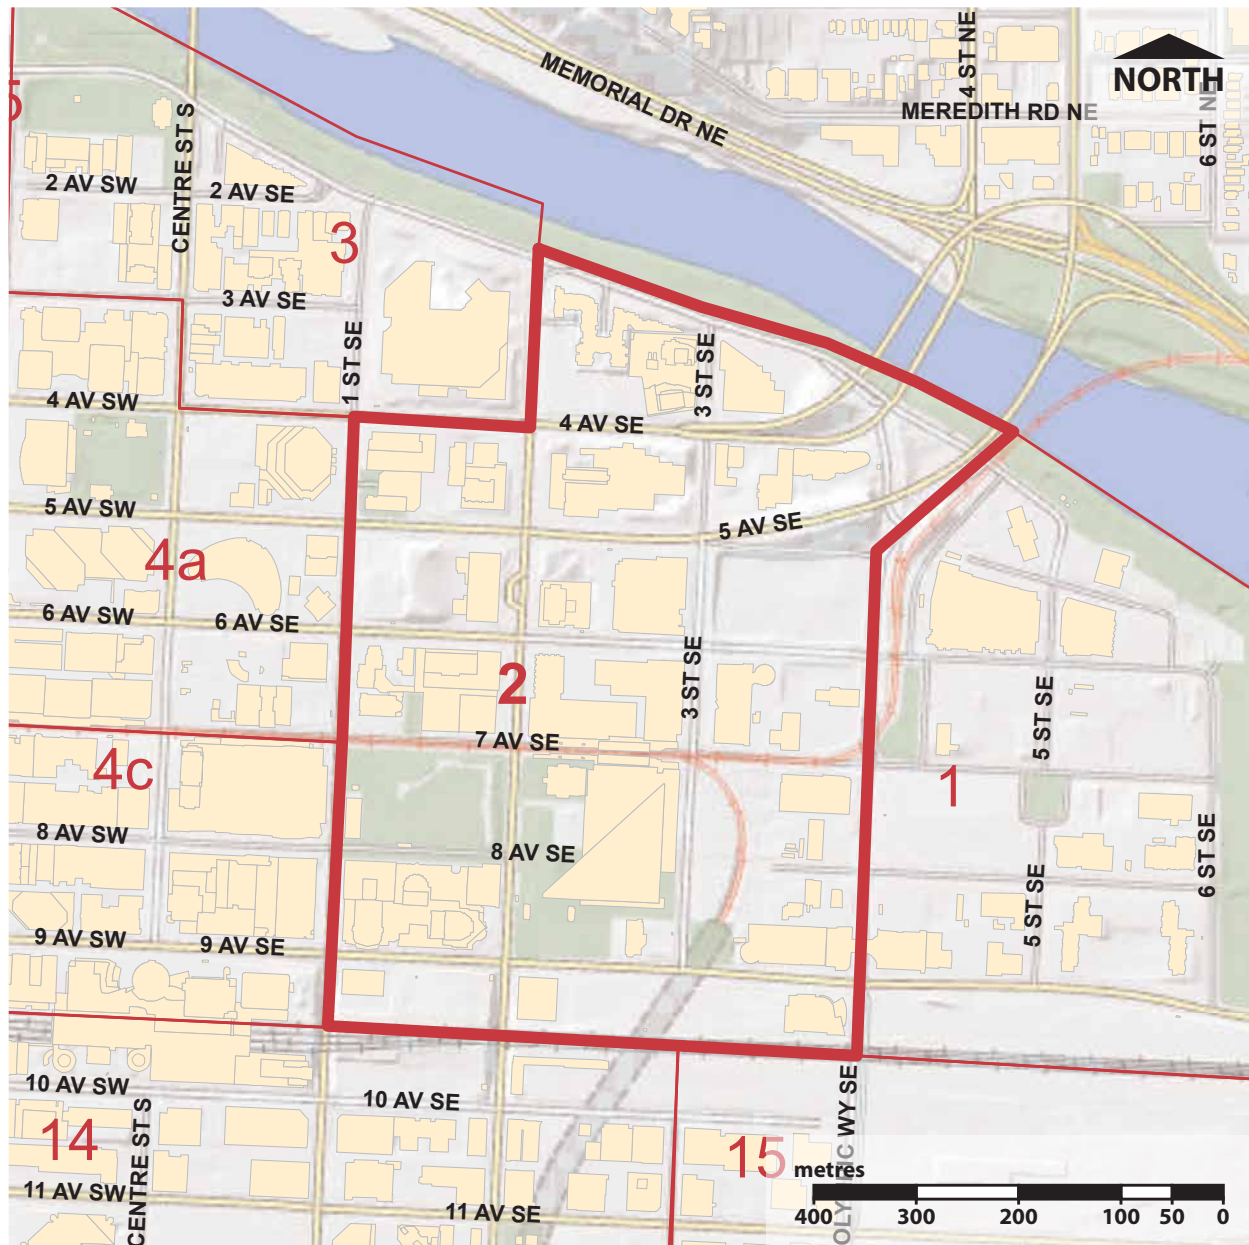 MEMORIAL DR NE
4 ST NE
NORTH
MEREDITH RD NE
6 ST NE
5
CENTRE ST S
2 AV SW
2 AV SE
3
3 AV SE
1 ST SE
3 ST SE
4 AV SW
4 AV SE
5 AV SW
5 AV SE
4a
6 AV SW
6 AV SE
2
3 ST SE
5 ST SE
7 AV SE
4c
1
8 AV SW
8 AV SE
6 ST SE
5 ST SE
9 AV SW
9 AV SE
10 AV SW
10 AV SE
OLYMPIC WY SE
14
CENTRE ST S
15
metres
11 AV SW
11 AV SE
400 300 200 100 50 0